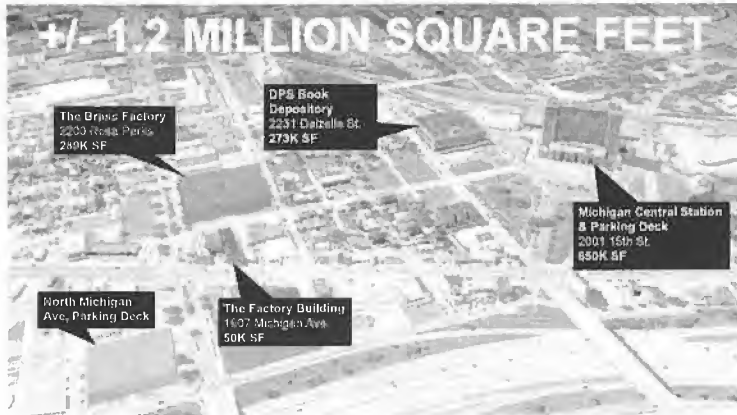 +/- 1.2 MILLION SQUARE FEET
DPS Book
Depository
2231 Dalzelle St.
273K SF
The Brass Factory
2200 Rosa Parks
289K SF
Michigan Central Station
& Parking Deck
2001 15th St.
650K SF
North Michigan
Ave, Parking Deck
The Factory Building
1907 Michigan Ave.
50K SF